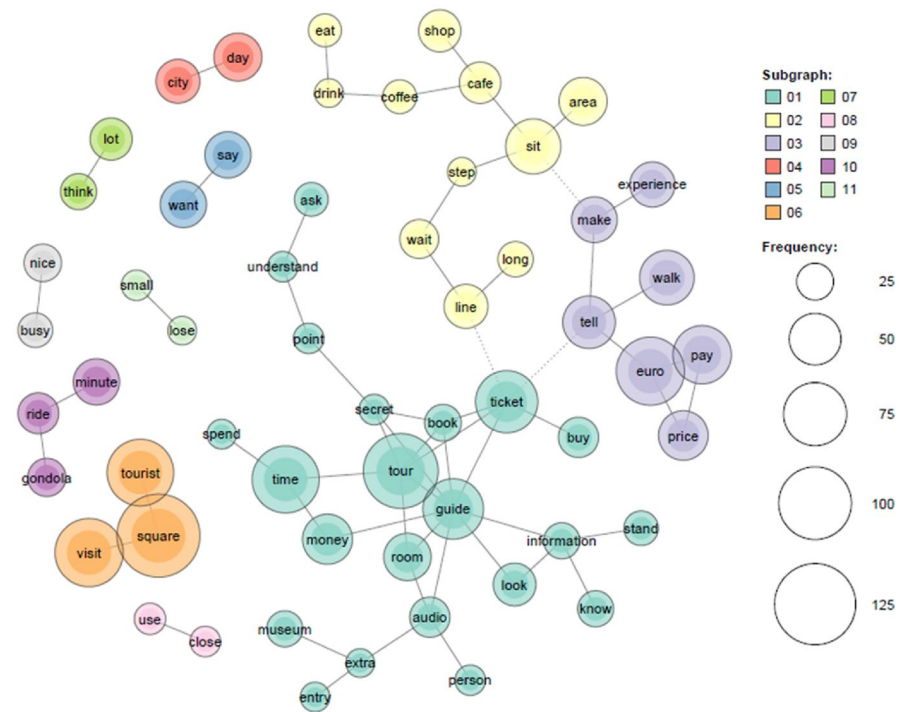 eat
shop
day
city
drink
coffee
cafe
area
lot
say
sit
step
think
want
ask
experience
make
wait
long
nice
understand
small
walk
line
busy
lose
point
tell
pay
euro
minute
ride
secret
book
ticket
spend
buy
price
gondola
tourist
time
tour
guide
square
visit
money
room
information
stand
look
know
use
close
museum
audio
extra
person
entry
Subgraph:
01 07
02 08
03 09
04 10
05 11
06
Frequency:
25
50
75
100
125